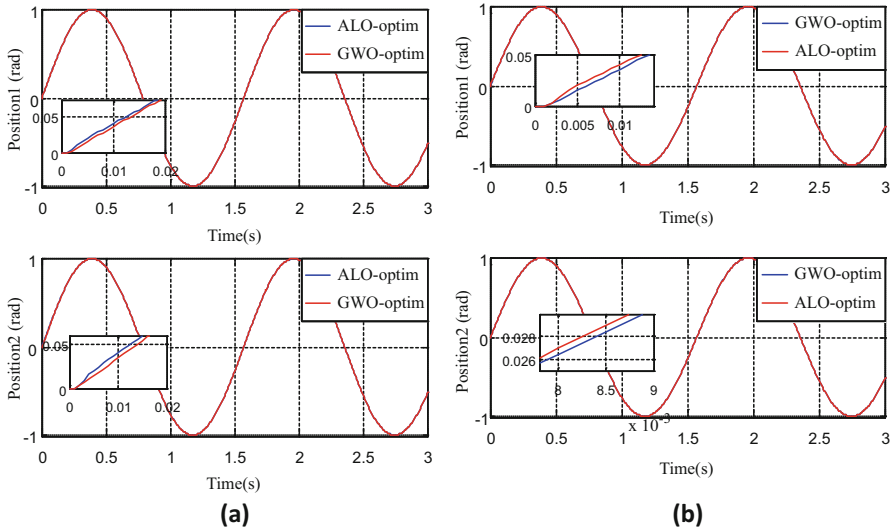 1
Position1 (rad)
0
-1
ALO-optim
GWO-optim
0.05
0
0 0.01 0.02
0 0.5 1 1.5 2 2.5 3
Time(s)
1
Position2 (rad)
0
-1
ALO-optim
GWO-optim
0.05
0
0 0.01 0.02
0 0.5 1 1.5 2 2.5 3
Time(s)
(a)
1
Position1 (rad)
0
-1
GWO-optim
ALO-optim
0.05
0
0 0.005 0.01
0 0.5 1 1.5 2 2.5 3
Time(s)
1
Position2 (rad)
0
-1
GWO-optim
ALO-optim
0.028
0.026
8 8.5 9
x 10⁻³
0 0.5 1 1.5 2 2.5 3
Time(s)
(b)